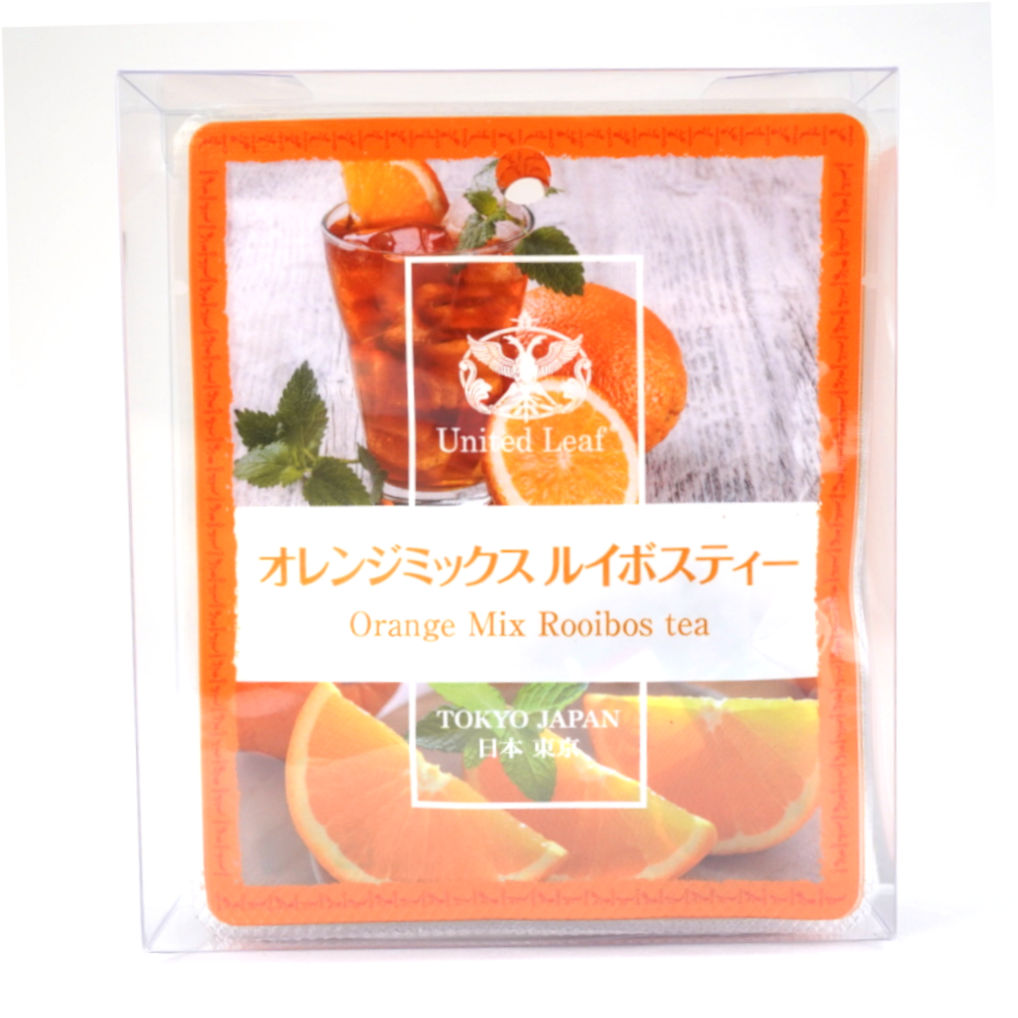 United Leaf
オレンジミックス ルイボスティー
Orange Mix Rooibos tea
TOKYO JAPAN
日本 東京